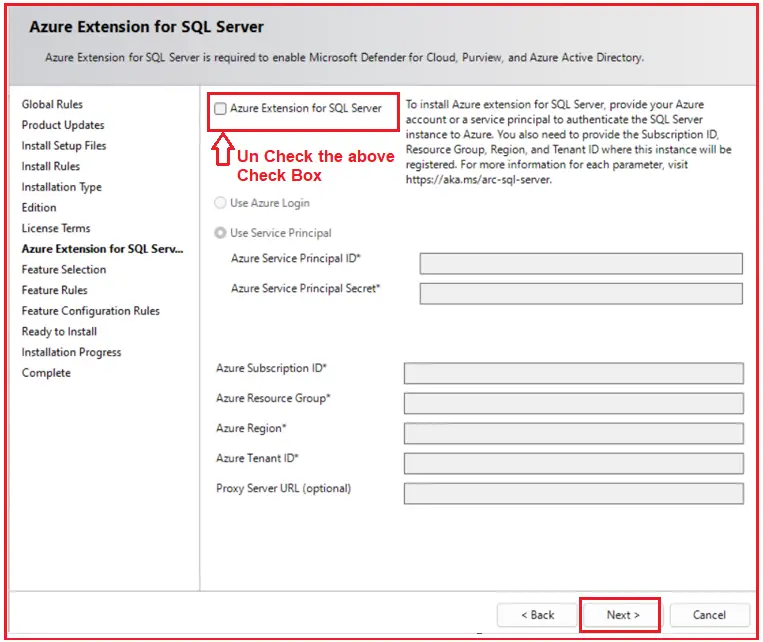 Azure Extension for SQL Server
Azure Extension for SQL Server is required to enable Microsoft Defender for Cloud, Purview, and Azure Active Directory.
Global Rules
Product Updates
Install Setup Files
Install Rules
Installation Type
Edition
License Terms
Azure Extension for SQL Serv...
Feature Selection
Feature Rules
Feature Configuration Rules
Ready to Install
Installation Progress
Complete
Azure Extension for SQL Server
Un Check the above
Check Box
To install Azure extension for SQL Server, provide your Azure
account or a service principal to authenticate the SQL Server
instance to Azure. You also need to provide the Subscription ID,
Resource Group, Region, and Tenant ID where this instance will be
registered. For more information for each parameter, visit
https://aka.ms/arc-sql-server.
Use Azure Login
Use Service Principal
Azure Service Principal ID*
Azure Service Principal Secret*
Azure Subscription ID*
Azure Resource Group*
Azure Region*
Azure Tenant ID*
Proxy Server URL (optional)
< Back
Next >
Cancel